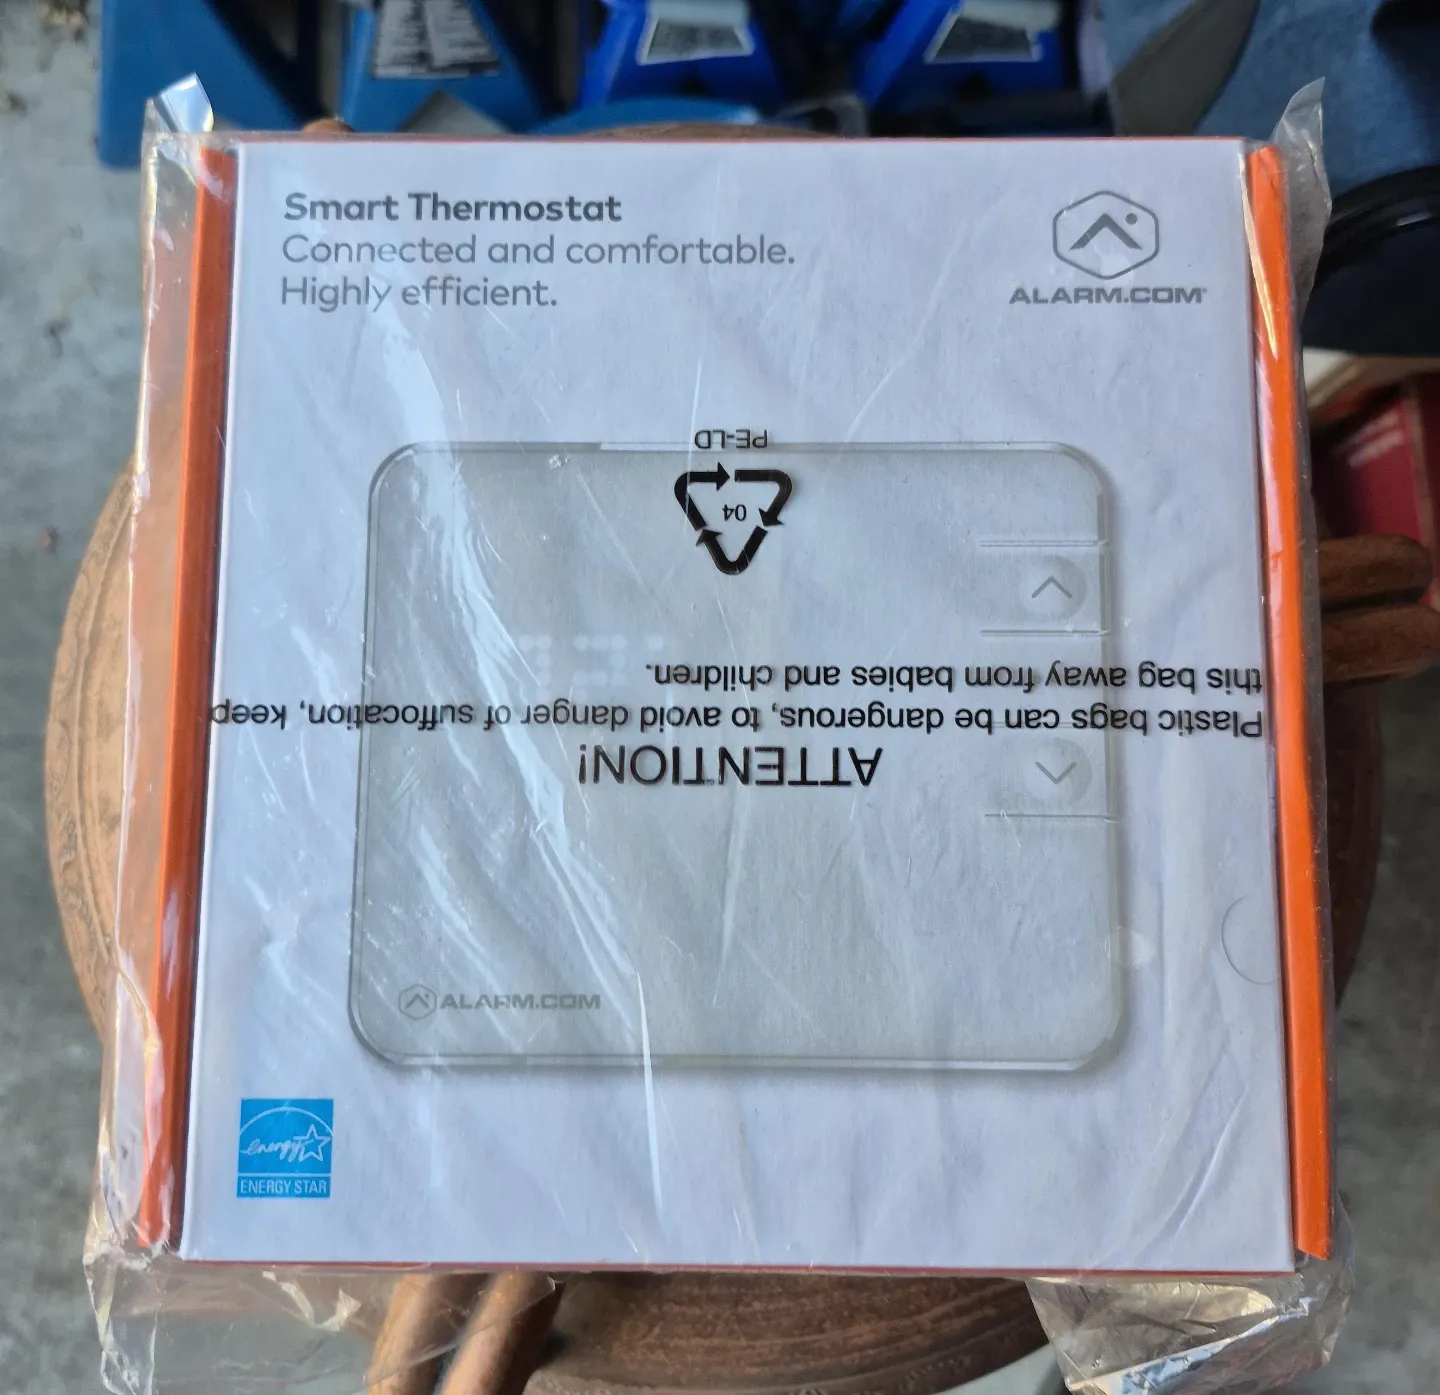 Smart Thermostat
Connected and comfortable.
Highly efficient.
ALARM.COM
PE-LD
04
ATTENTION!
Plastic bags can be dangerous, to avoid danger of suffocation, keep
this bag away from babies and children.
ALARM.COM
energy
ENERGY STAR